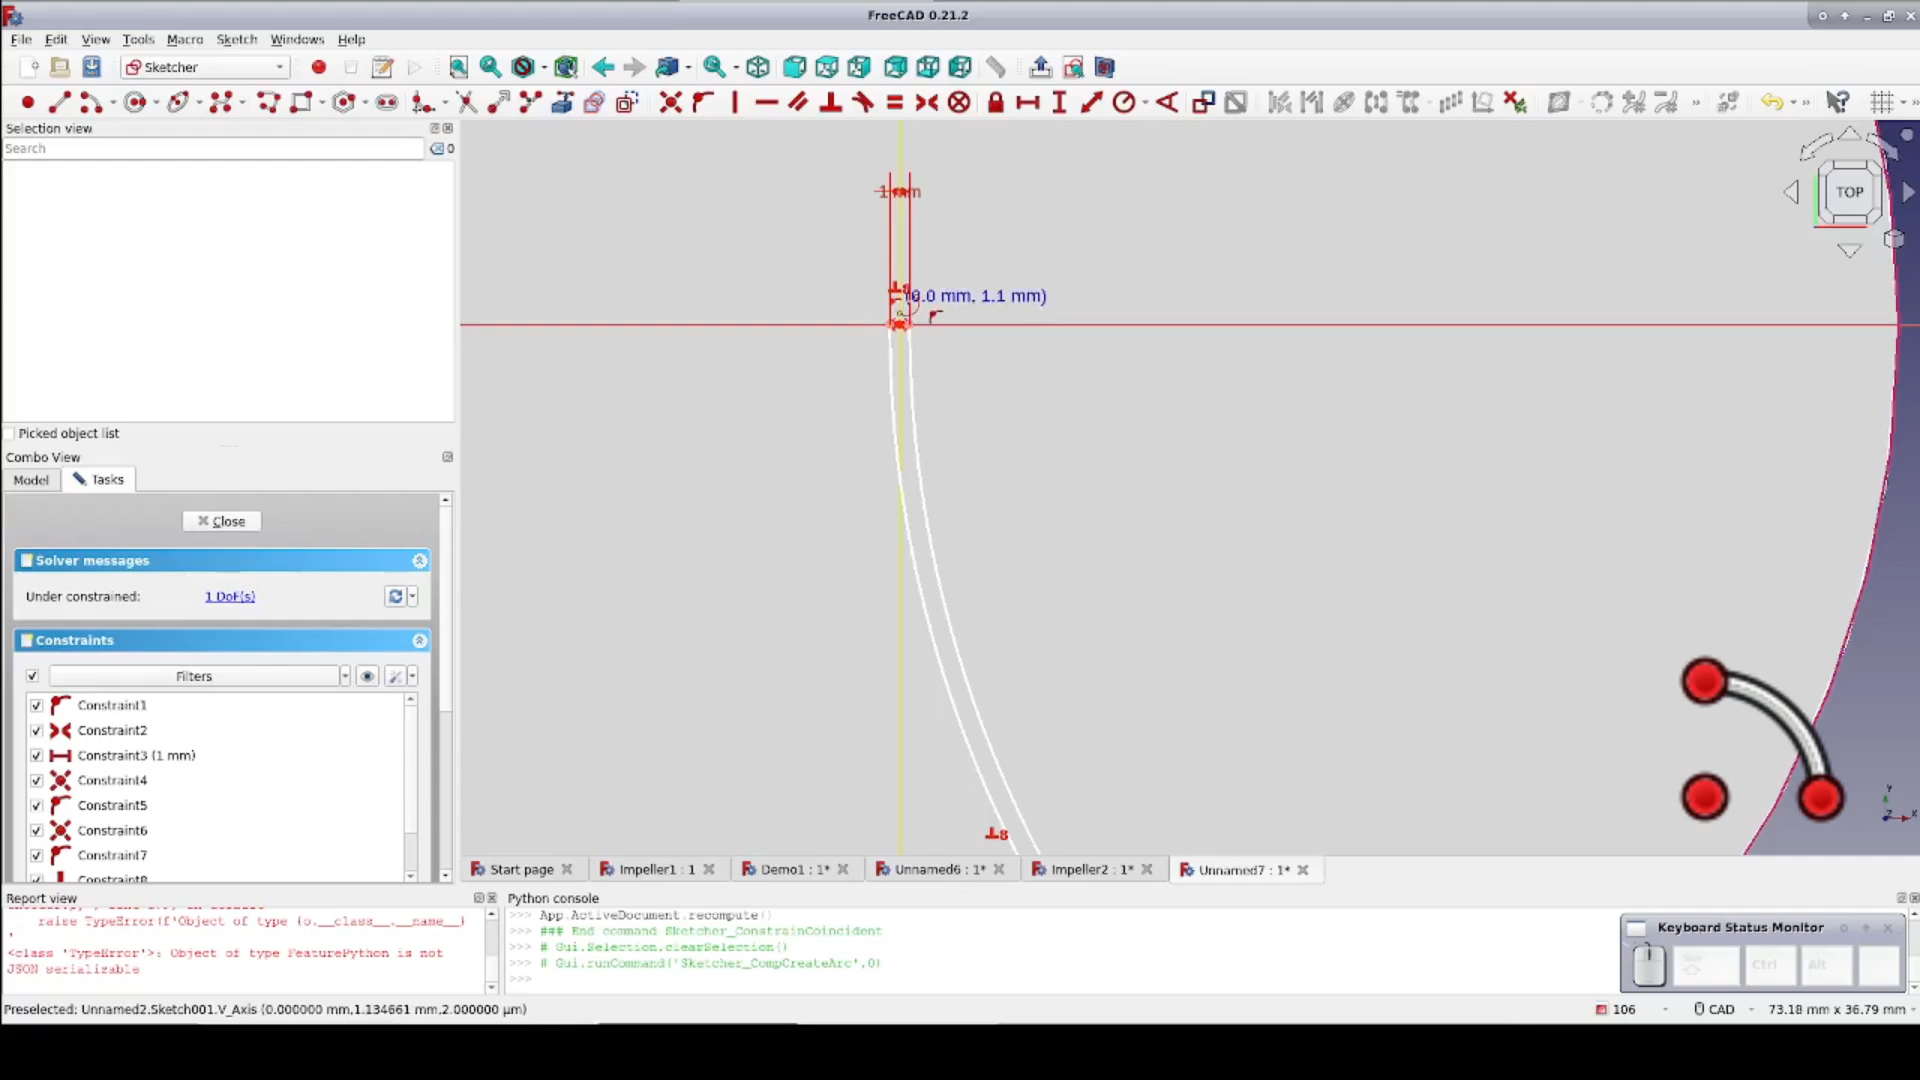 FreeCAD 0.21.2
File Edit View Tools Macro Sketch Windows Help
Sketcher
Selection view
Search
0
Picked object list
Combo View
Model Tasks
Close
Solver messages
Under constrained: 1 DoF(s)
Constraints
Filters
Constraint1
Constraint2
Constraint3 (1 mm)
Constraint4
Constraint5
Constraint6
Constraint7
Constraint8
TOP
(0.0 mm, 1.1 mm)
8
Start page Impeller1 : 1 Demo1 : 1* Unnamed6 : 1* Impeller2 : 1* Unnamed7 : 1*
Report view
raise TypeError(f'Object of type {o.__class__.__name__}
'
<class 'TypeError'>: Object of type FeaturePython is not
JSON serializable
Python console
>>> App.ActiveDocument.recompute()
>>> ### End command Sketcher_ConstrainCoincident
>>> # Gui.Selection.clearSelection()
>>> # Gui.runCommand('Sketcher_CompCreateArc',0)
>>>
Keyboard Status Monitor
Ctrl Alt
Preselected: Unnamed2.Sketch001.V_Axis (0.000000 mm,1.134661 mm,2.000000 µm)
106 - CAD - 73.18 mm x 36.79 mm